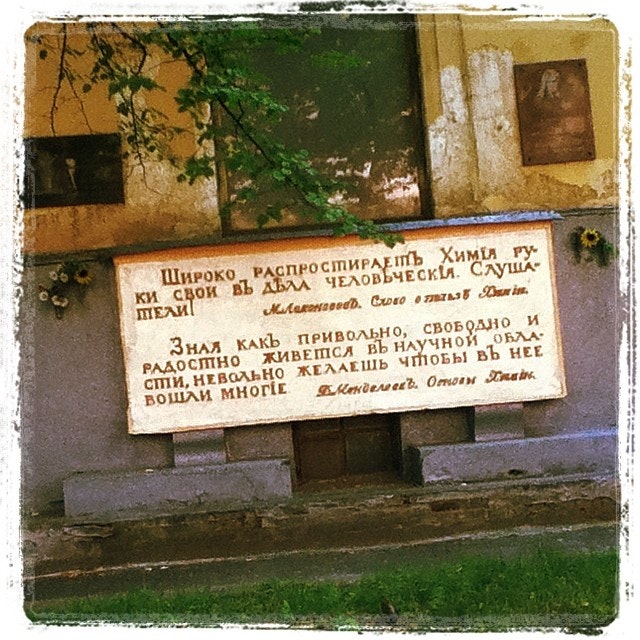 Широко распростираетъ Химія ру-
ки свои въ дѣла человѣческія. Слуша-
тели! М. Ломоносовъ. Слово о пользѣ Химіи.
Зная какъ привольно, свободно и
радостно живется въ научной обла-
сти, невольно желаешь чтобы въ нее
вошли многіе Д. Менделеевъ. Основы Химіи.